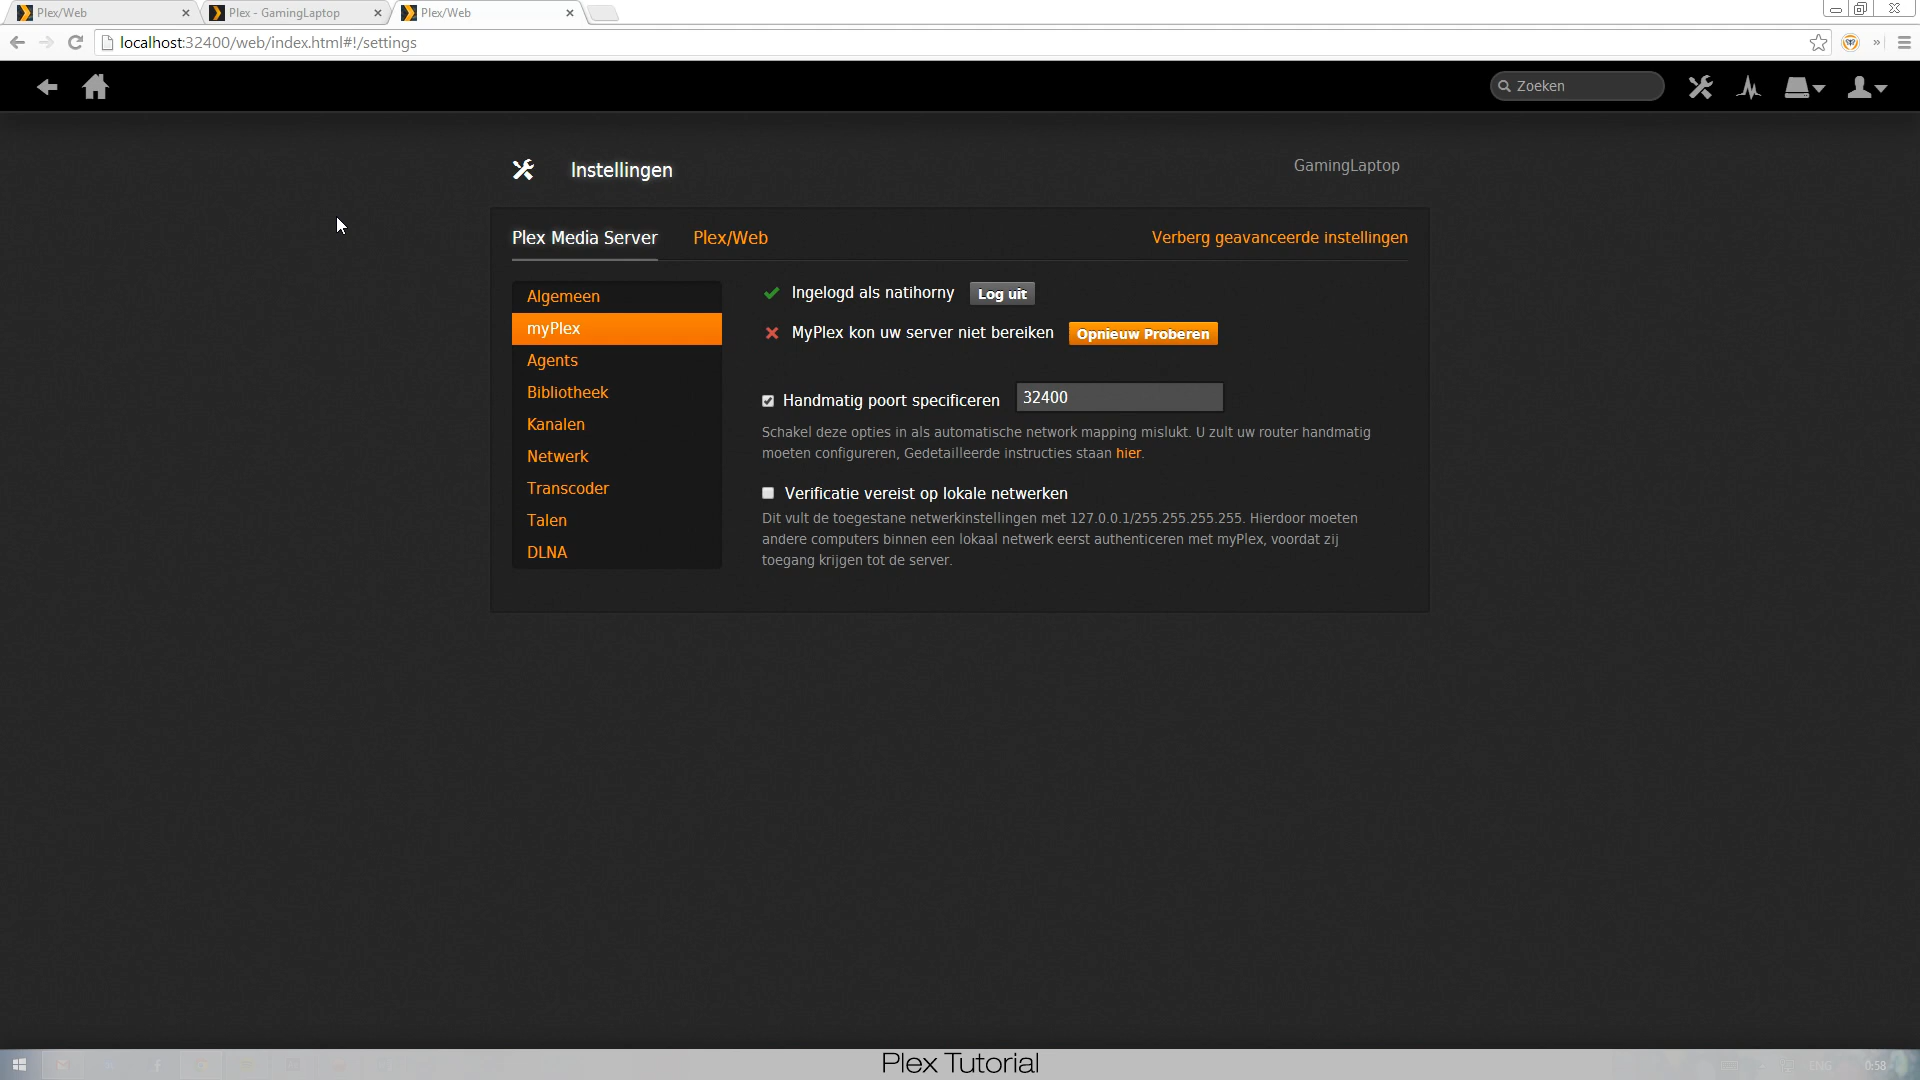 Plex/Web
Plex - GamingLaptop
Plex/Web
localhost:32400/web/index.html#!/settings
Zoeken
Instellingen
GamingLaptop
Plex Media Server
Plex/Web
Verberg geavanceerde instellingen
Algemeen
myPlex
Agents
Bibliotheek
Kanalen
Netwerk
Transcoder
Talen
DLNA
Ingelogd als natihorny
Log uit
MyPlex kon uw server niet bereiken
Opnieuw Proberen
Handmatig poort specificeren
32400
Schakel deze opties in als automatische network mapping mislukt. U zult uw router handmatig
moeten configureren, Gedetailleerde instructies staan hier.
Verificatie vereist op lokale netwerken
Dit vult de toegestane netwerkinstellingen met 127.0.0.1/255.255.255.255. Hierdoor moeten
andere computers binnen een lokaal netwerk eerst authenticeren met myPlex, voordat zij
toegang krijgen tot de server.
Plex Tutorial
ENG
0:58